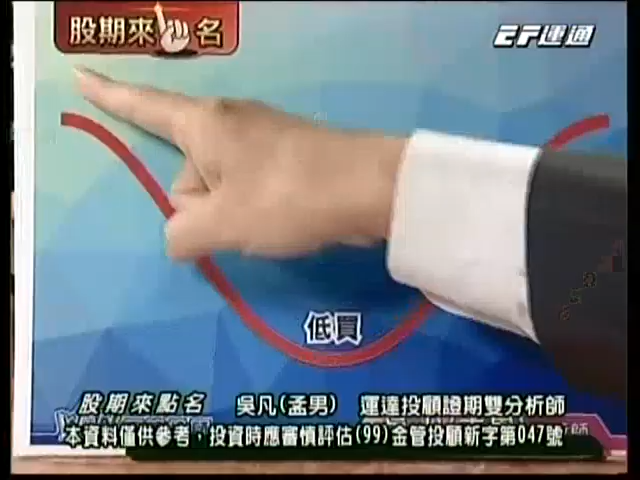 股期來 名
EF運通
低買
股期來點名 吳凡(孟男) 運達投顧證期雙分析師
本資料僅供參考，投資時應審慎評估(99)金管投顧新字第047號